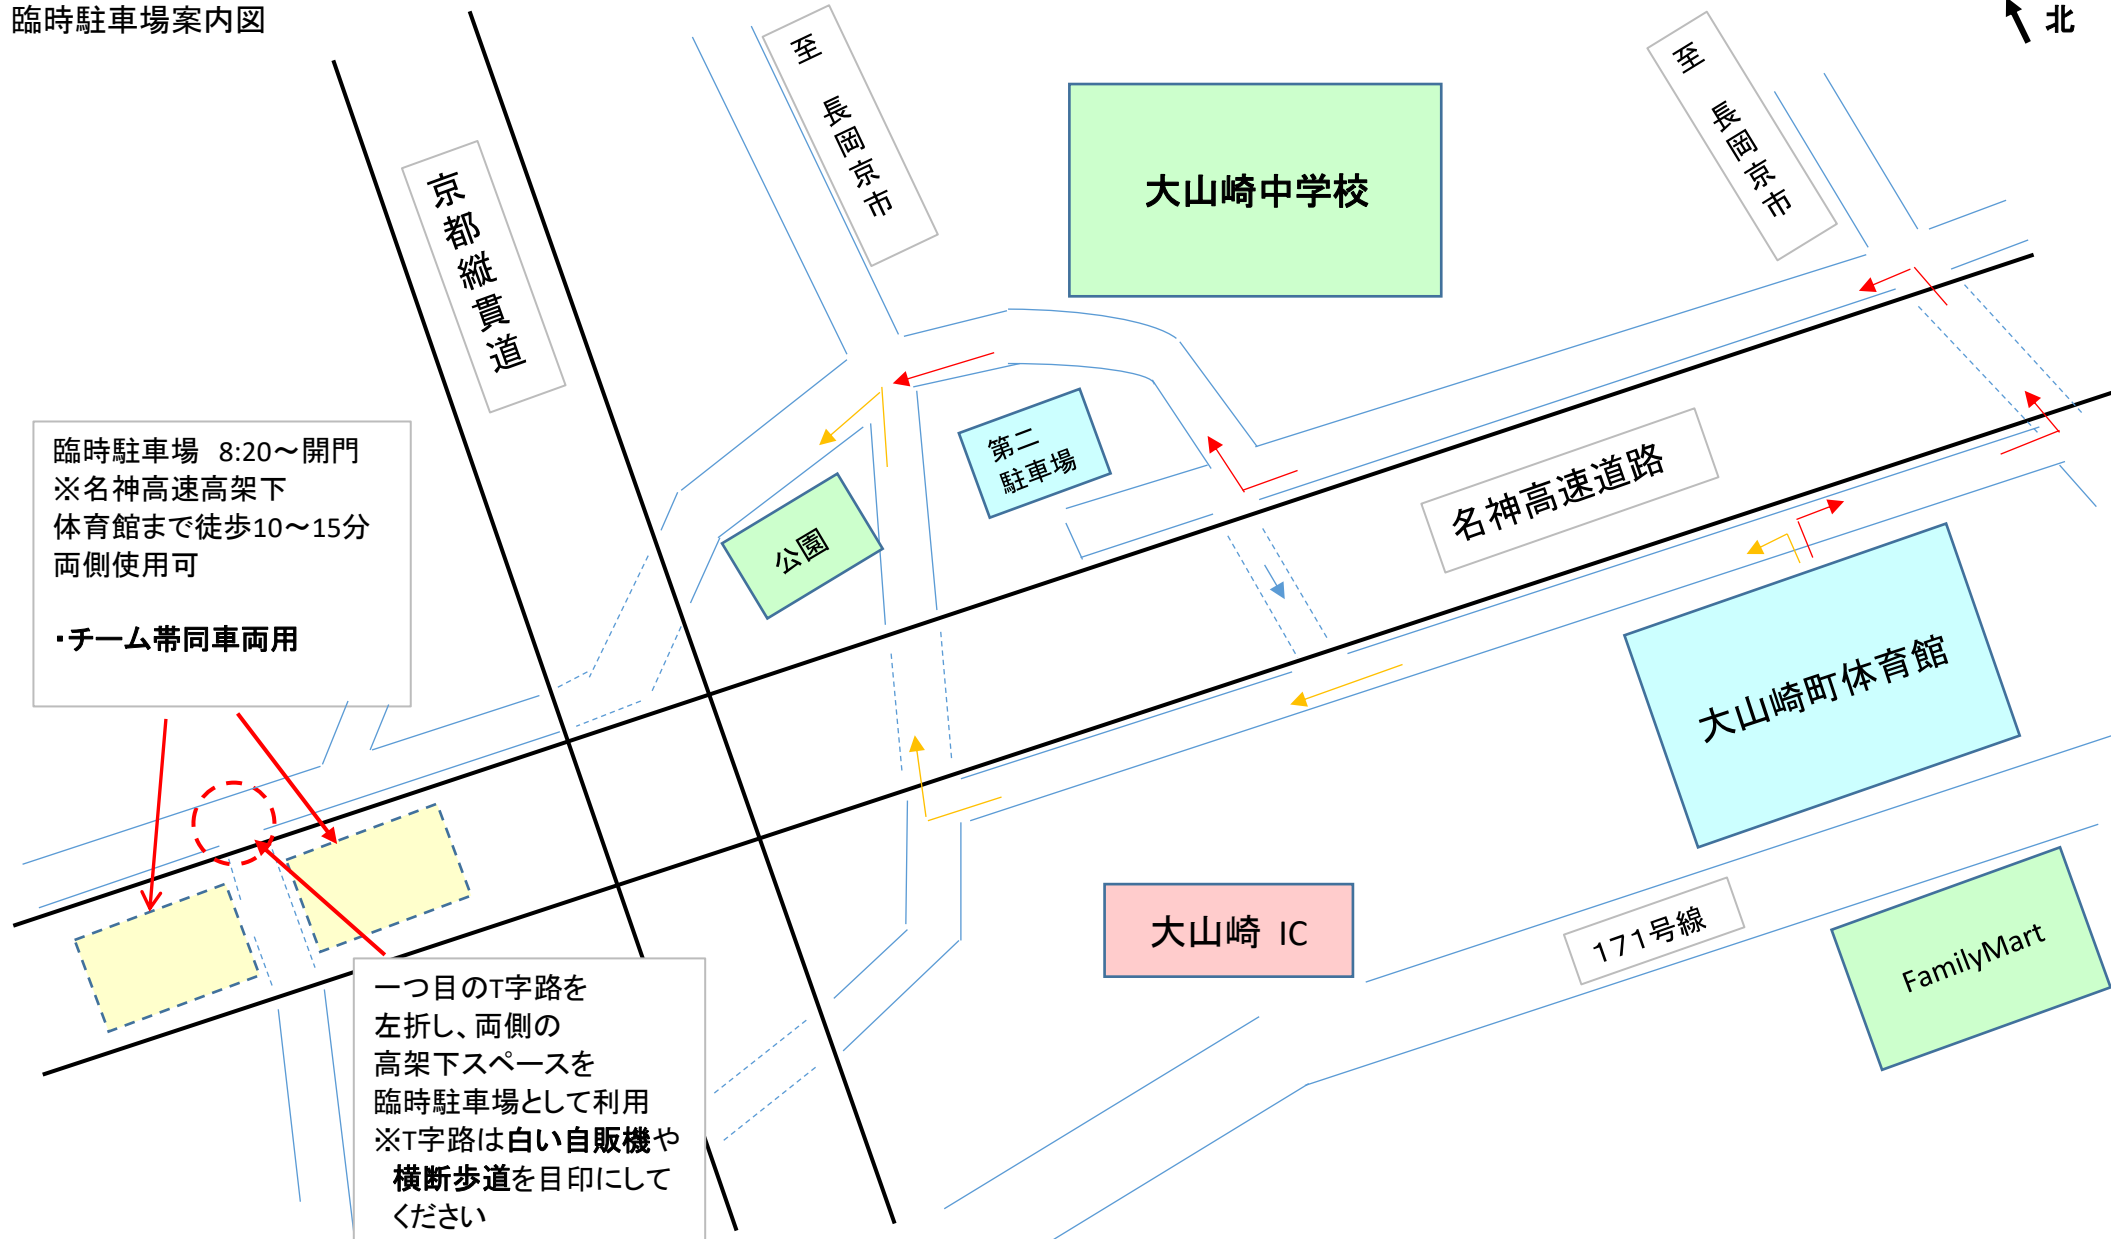 臨時駐車場案内図
北
至 長岡京市
至 長岡京市
京都縦貫道
大山崎中学校
臨時駐車場 8:20～開門
※名神高速高架下
体育館まで徒歩10～15分
両側使用可
・チーム帯同車両用
第二
駐車場
公園
名神高速道路
大山崎町体育館
大山崎 IC
171号線
FamilyMart
一つ目のT字路を
左折し、両側の
高架下スペースを
臨時駐車場として利用
※T字路は白い自販機や
横断歩道を目印にして
ください